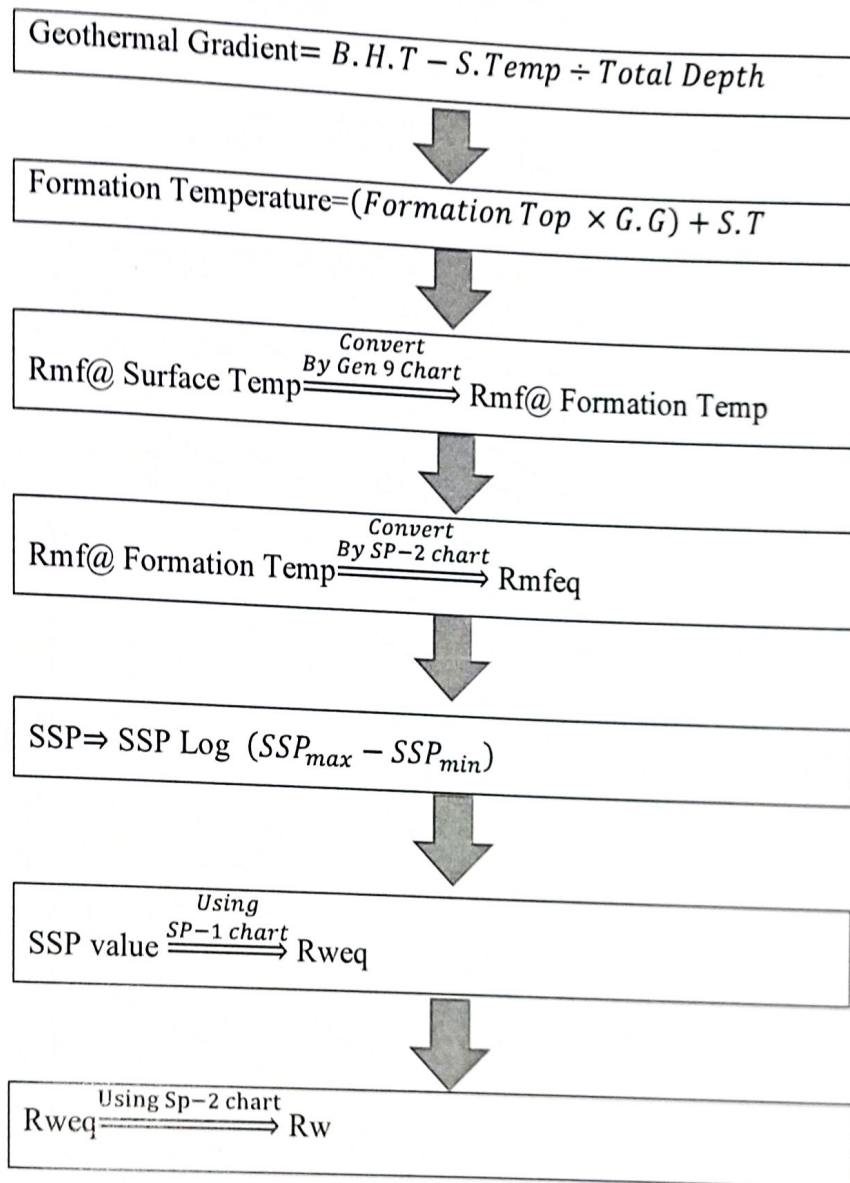 Geothermal Gradient= B.H.T − S.Temp ÷ Total Depth
Formation Temperature=(Formation Top × G.G) + S.T
Convert
By Gen 9 Chart
Rmf@ Surface Temp⟹ Rmf@ Formation Temp
Convert
By SP−2 chart
Rmf@ Formation Temp⟹ Rmfeq
SSP⇒ SSP Log (SSPmax − SSPmin)
Using
SP−1 chart
SSP value ⟹ Rweq
Using Sp−2 chart
Rweq⟹ Rw